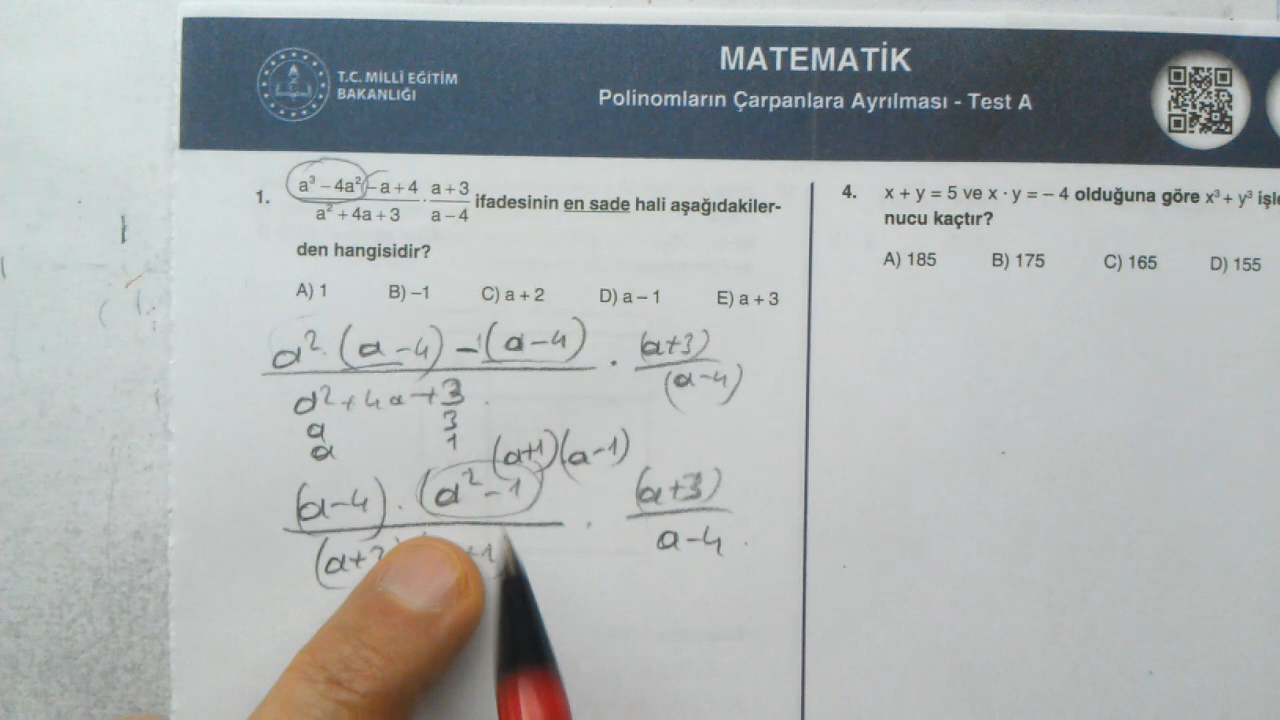 T.C. MİLLÎ EĞİTİM
BAKANLIĞI
MATEMATİK
Polinomların Çarpanlara Ayrılması - Test A
1. a³ – 4a² – a + 4 / a² + 4a + 3 · a + 3 / a – 4 ifadesinin en sade hali aşağıdakiler-
den hangisidir?
A) 1 B) –1 C) a + 2 D) a – 1 E) a + 3
a² · (a-4) - 1(a-4) / a² + 4a + 3 · (a+3) / (a-4)
a 3
a 1
(a+1)(a-1)
(a-4) · (a²-1) / (a+3) +1) · (a+3) / a-4
4. x + y = 5 ve x · y = – 4 olduğuna göre x³ + y³
nucu kaçtır?
A) 185 B) 175 C) 165 D) 155